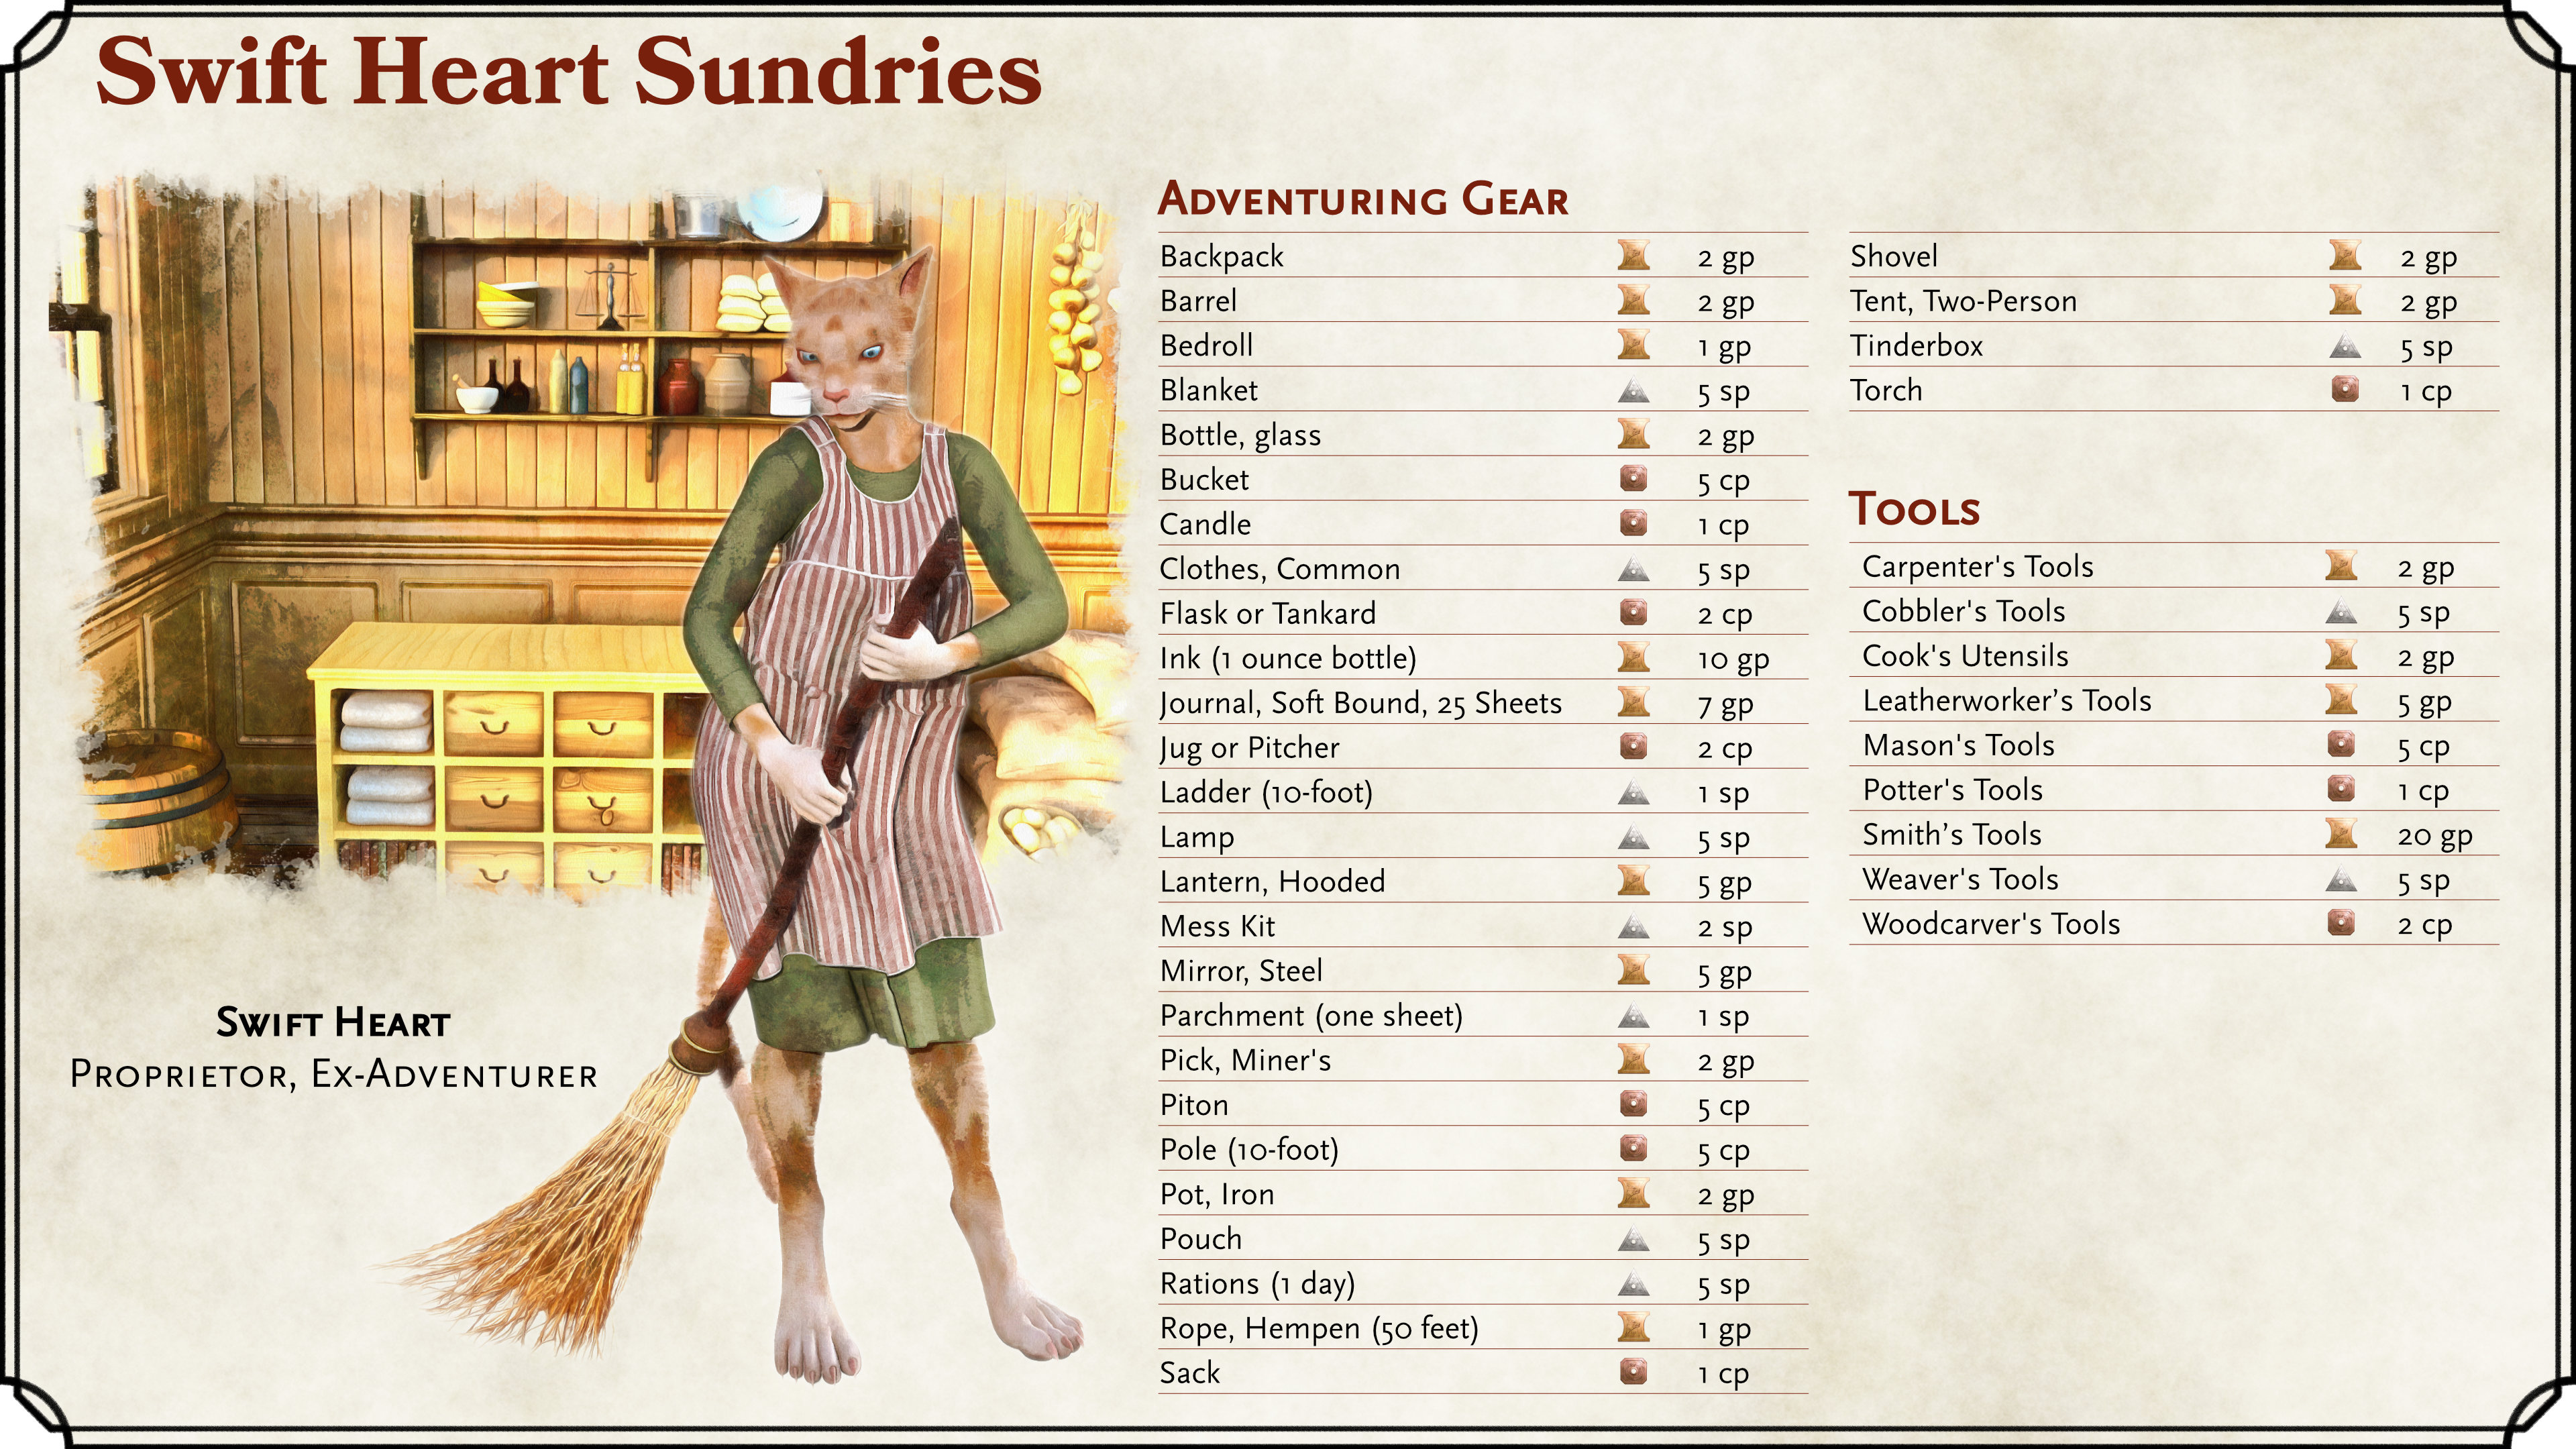 Swift Heart Sundries
Adventuring Gear
Backpack 2 gp
Barrel 2 gp
Bedroll 1 gp
Blanket 5 sp
Bottle, glass 2 gp
Bucket 5 cp
Candle 1 cp
Clothes, Common 5 sp
Flask or Tankard 2 cp
Ink (1 ounce bottle) 10 gp
Journal, Soft Bound, 25 Sheets 7 gp
Jug or Pitcher 2 cp
Ladder (10-foot) 1 sp
Lamp 5 sp
Lantern, Hooded 5 gp
Mess Kit 2 sp
Mirror, Steel 5 gp
Parchment (one sheet) 1 sp
Pick, Miner's 2 gp
Piton 5 cp
Pole (10-foot) 5 cp
Pot, Iron 2 gp
Pouch 5 sp
Rations (1 day) 5 sp
Rope, Hempen (50 feet) 1 gp
Sack 1 cp
Shovel 2 gp
Tent, Two-Person 2 gp
Tinderbox 5 sp
Torch 1 cp
Tools
Carpenter's Tools 2 gp
Cobbler's Tools 5 sp
Cook's Utensils 2 gp
Leatherworker’s Tools 5 gp
Mason's Tools 5 cp
Potter's Tools 1 cp
Smith’s Tools 20 gp
Weaver's Tools 5 sp
Woodcarver's Tools 2 cp
Swift Heart
Proprietor, Ex-Adventurer